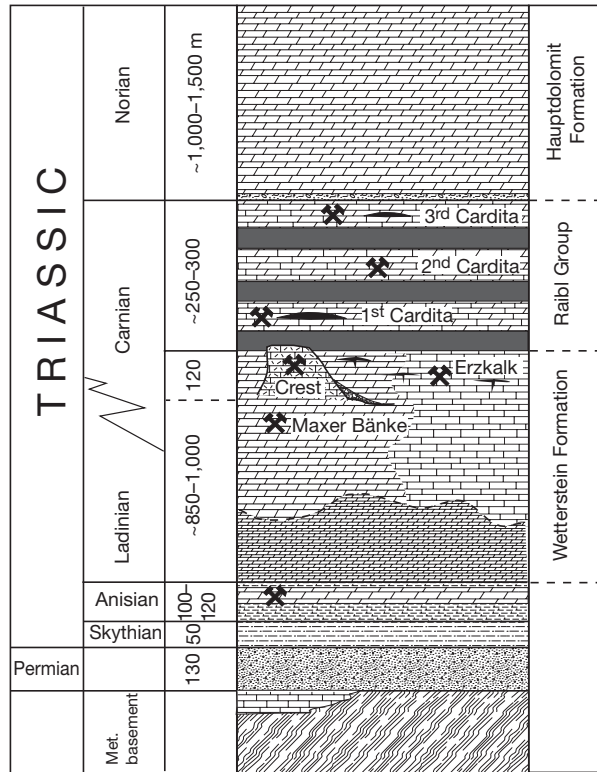 TRIASSIC
Norian
~1,000–1,500 m
Hauptdolomit
Formation
Carnian
~250–300
3rd Cardita
2nd Cardita
1st Cardita
Raibl Group
120
Crest
Erzkalk
Maxer Bänke
Ladinian
~850–1,000
Wetterstein Formation
Anisian
100–
120
Skythian
50
Permian
130
Met.
basement